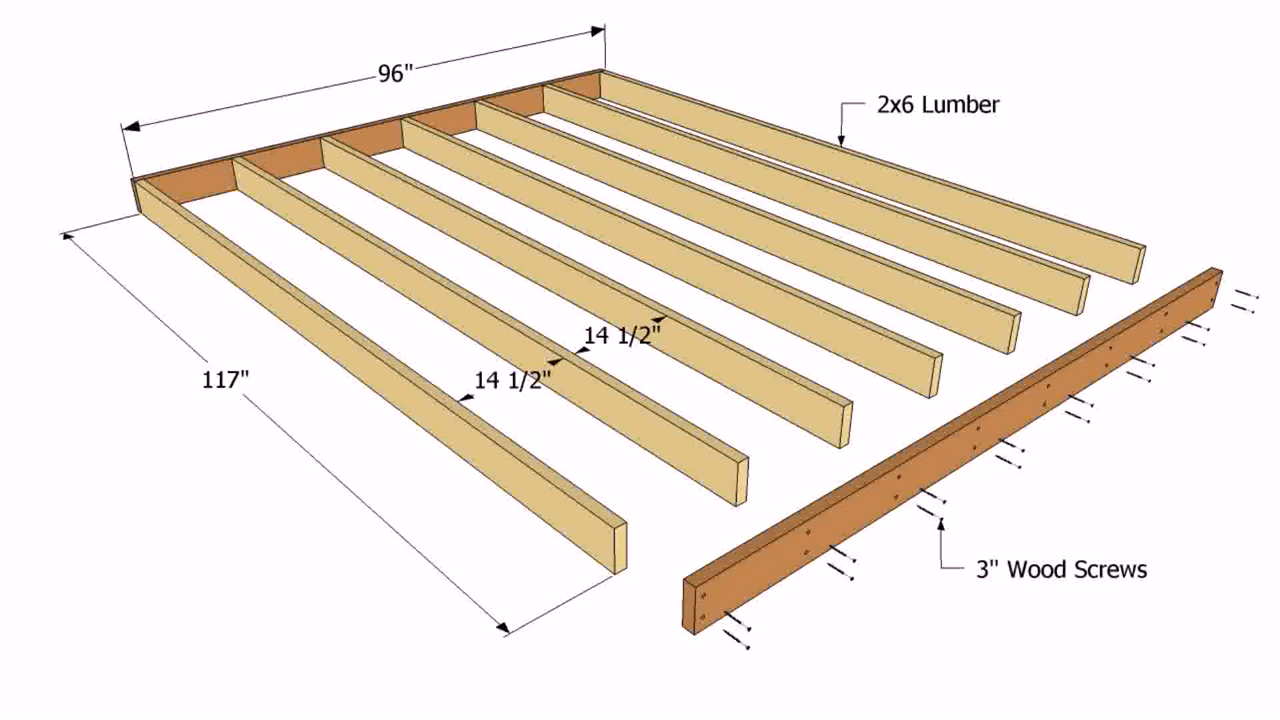 96"
2x6 Lumber
14 1/2"
14 1/2"
117"
3" Wood Screws